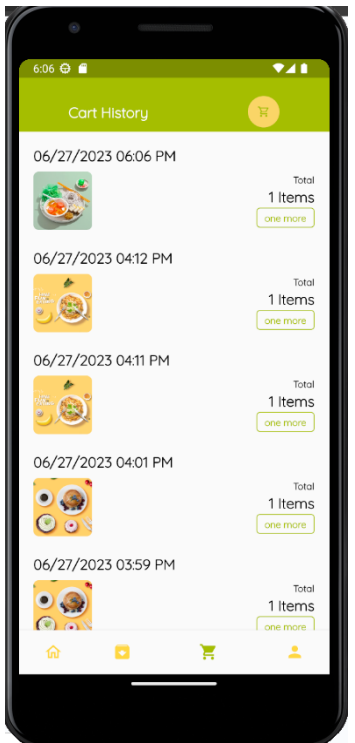 6:06
Cart History
06/27/2023 06:06 PM
Total
1 Items
one more
06/27/2023 04:12 PM
Total
1 Items
one more
06/27/2023 04:11 PM
Total
1 Items
one more
06/27/2023 04:01 PM
Total
1 Items
one more
06/27/2023 03:59 PM
Total
1 Items
one more